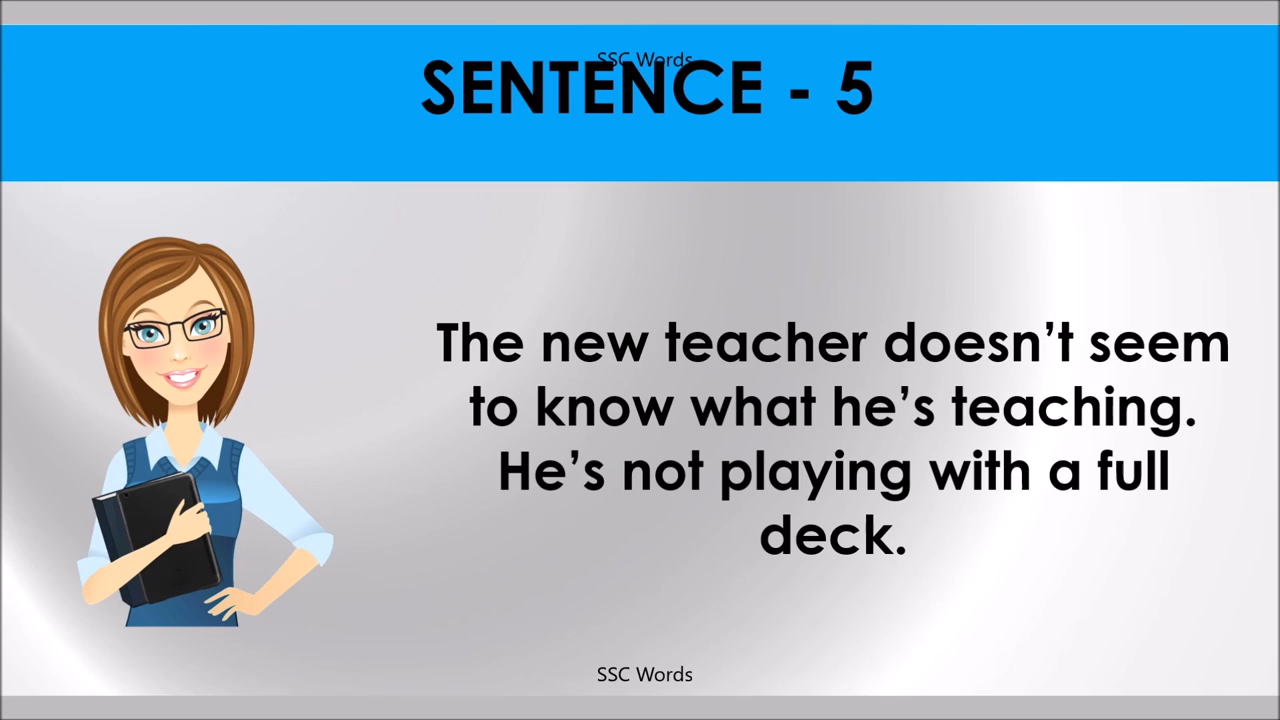 SSC Words
SENTENCE - 5
The new teacher doesn’t seem
to know what he’s teaching.
He’s not playing with a full
deck.
SSC Words